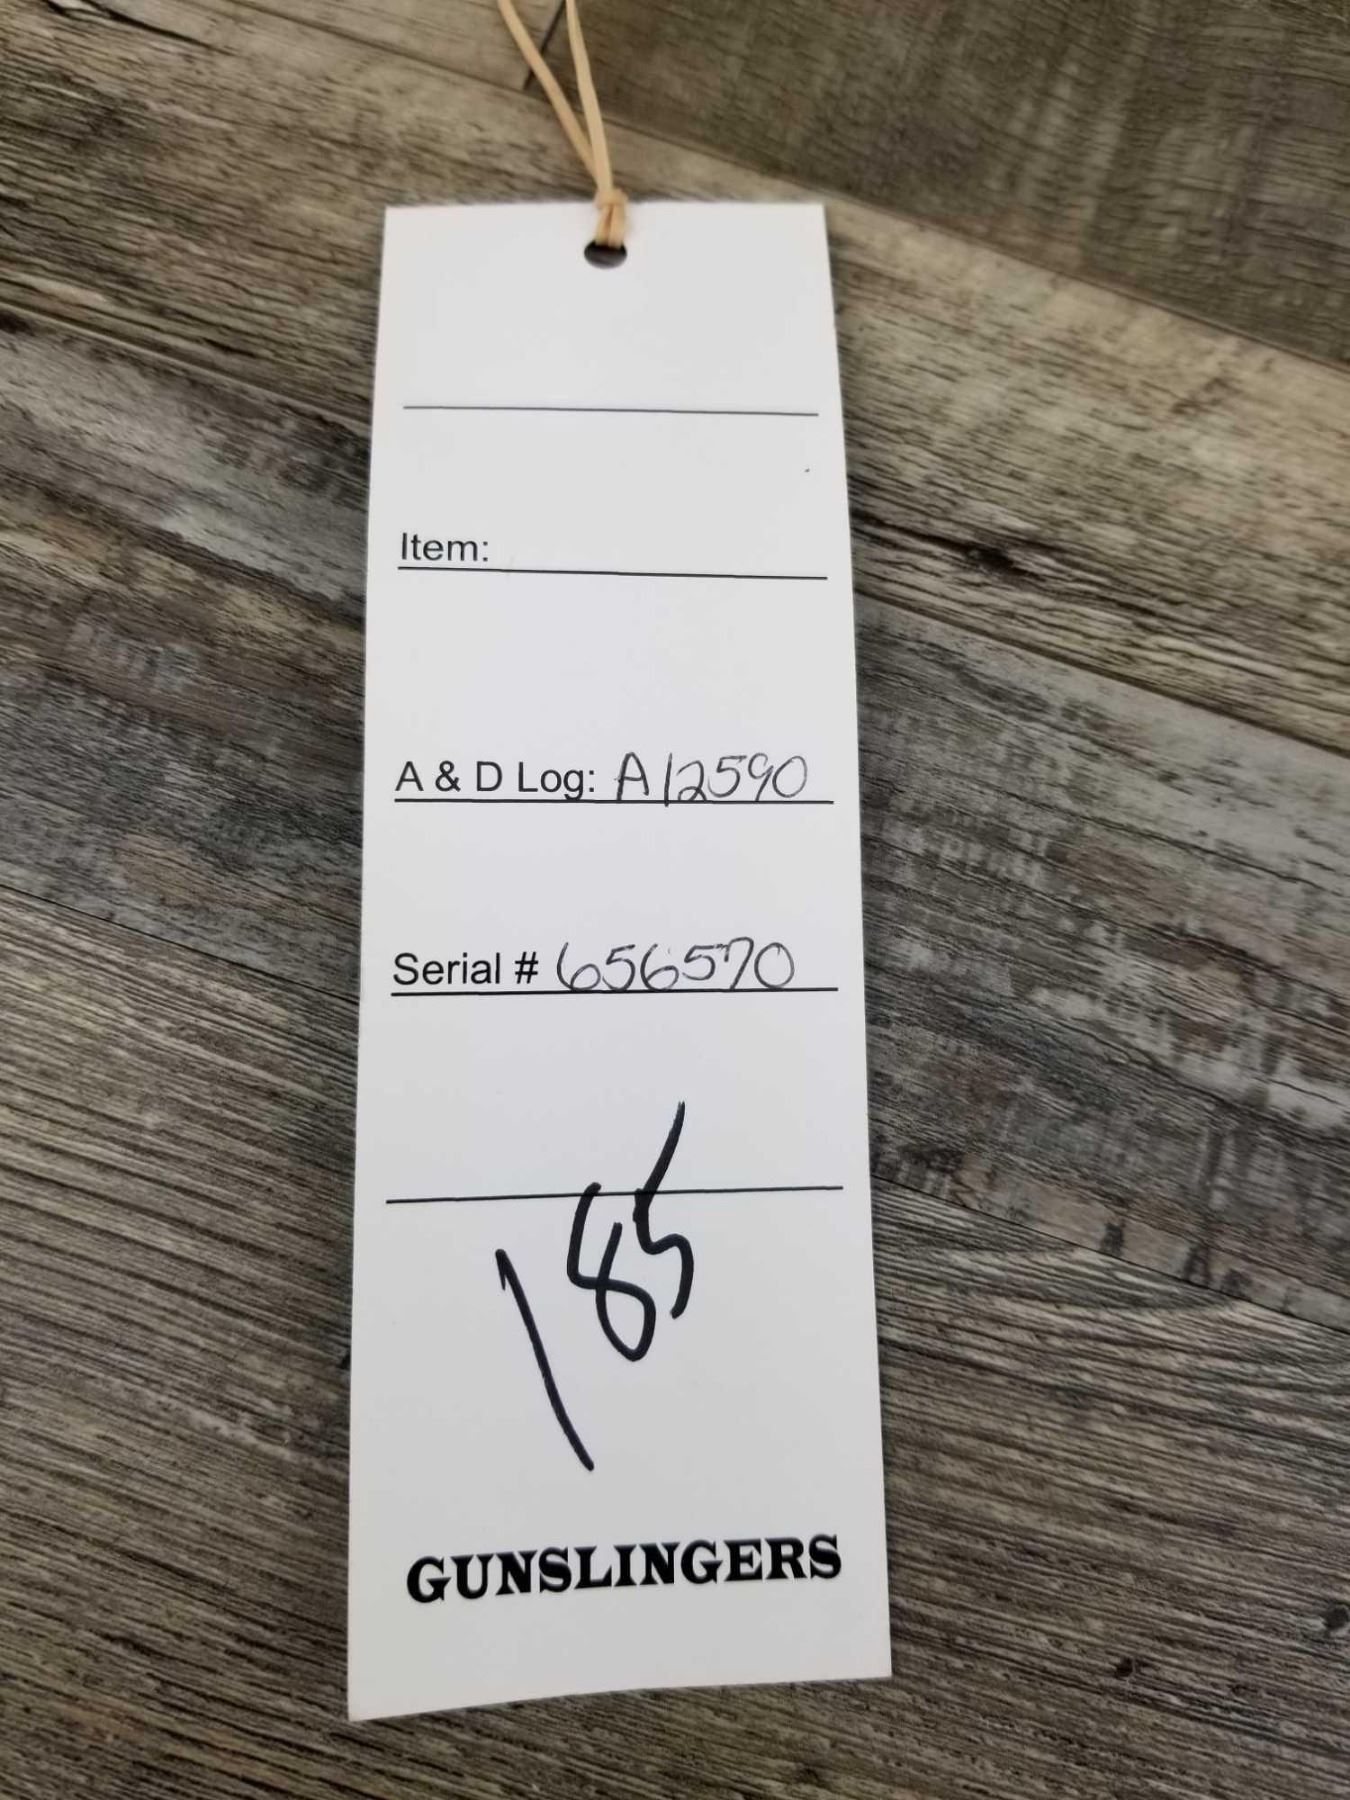 Item:
A & D Log: A12590
Serial # 656570
185
GUNSLINGERS